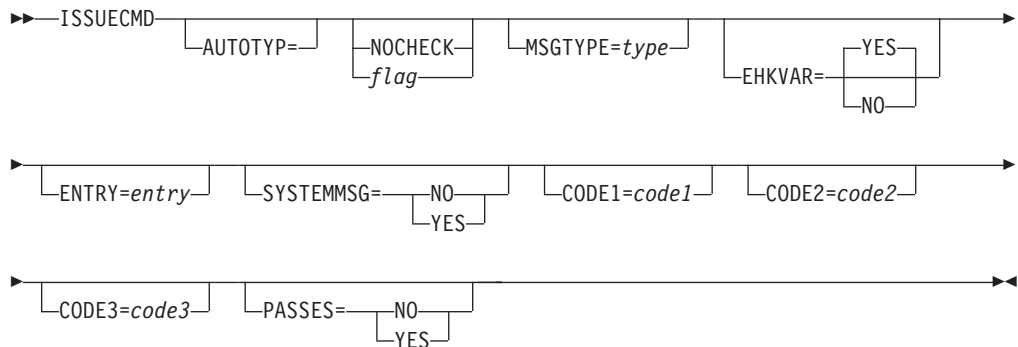 ISSUECMD
AUTOTYP=
NOCHECK
flag
MSGTYPE=type
EHKVAR=
YES
NO
ENTRY=entry
SYSTEMMSG=
NO
YES
CODE1=code1
CODE2=code2
CODE3=code3
PASSES=
NO
YES